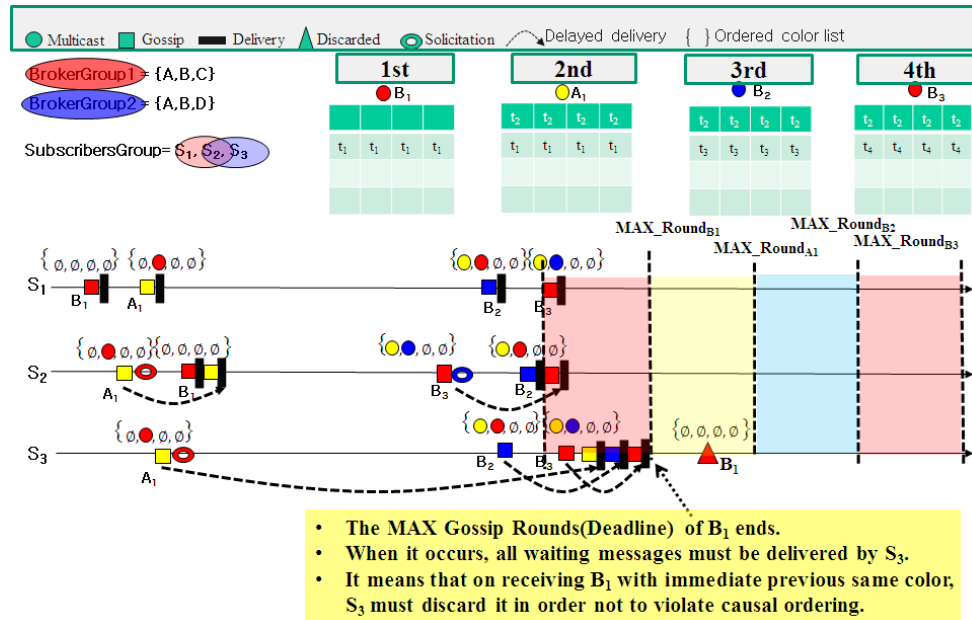 Multicast Gossip Delivery Discarded Solicitation Delayed delivery { } Ordered color list
BrokerGroup1 = {A,B,C}
BrokerGroup2 = {A,B,D}
SubscribersGroup= S1, S2, S3
1st 2nd 3rd 4th
B1 A1 B2 B3
t2 t2 t2 t2 t2 t2 t2 t2 t2 t2 t2 t2
t1 t1 t1 t1 t1 t1 t1 t1 t3 t3 t3 t3 t4 t4 t4 t4
MAX_RoundB1
MAX_RoundA1
MAX_RoundB2
MAX_RoundB3
{∅,∅,∅,∅} {∅, ,∅,∅} { , ,∅,∅} { , ,∅,∅}
S1
B1 A1 B2 B3
{∅, ,∅,∅} {∅,∅,∅,∅} { , ,∅,∅} { , ,∅,∅}
S2
A1 B1 B3 B2
{∅, ,∅,∅} { , ,∅,∅} { , ,∅,∅} {∅,∅,∅,∅}
S3
A1 B2 B3 B1
• The MAX Gossip Rounds(Deadline) of B1 ends.
• When it occurs, all waiting messages must be delivered by S3.
• It means that on receiving B1 with immediate previous same color,
S3 must discard it in order not to violate causal ordering.